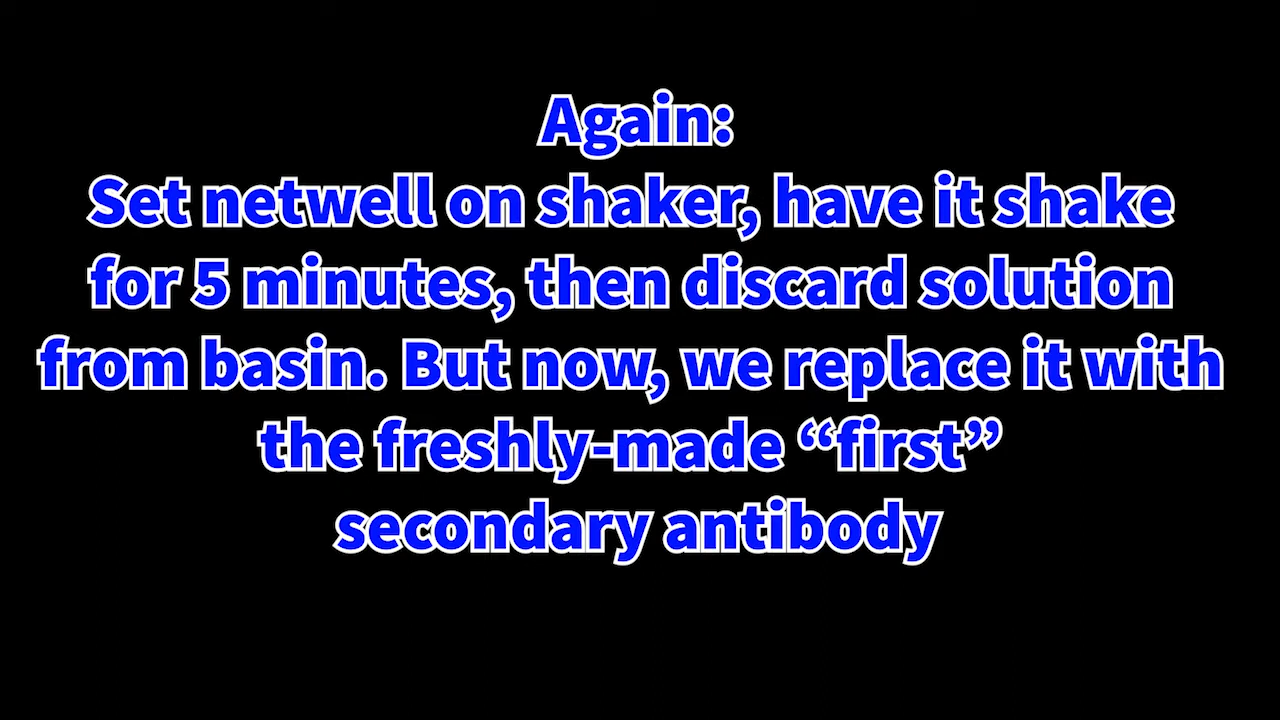 Again:
Set netwell on shaker, have it shake
for 5 minutes, then discard solution
from basin. But now, we replace it with
the freshly-made “first”
secondary antibody